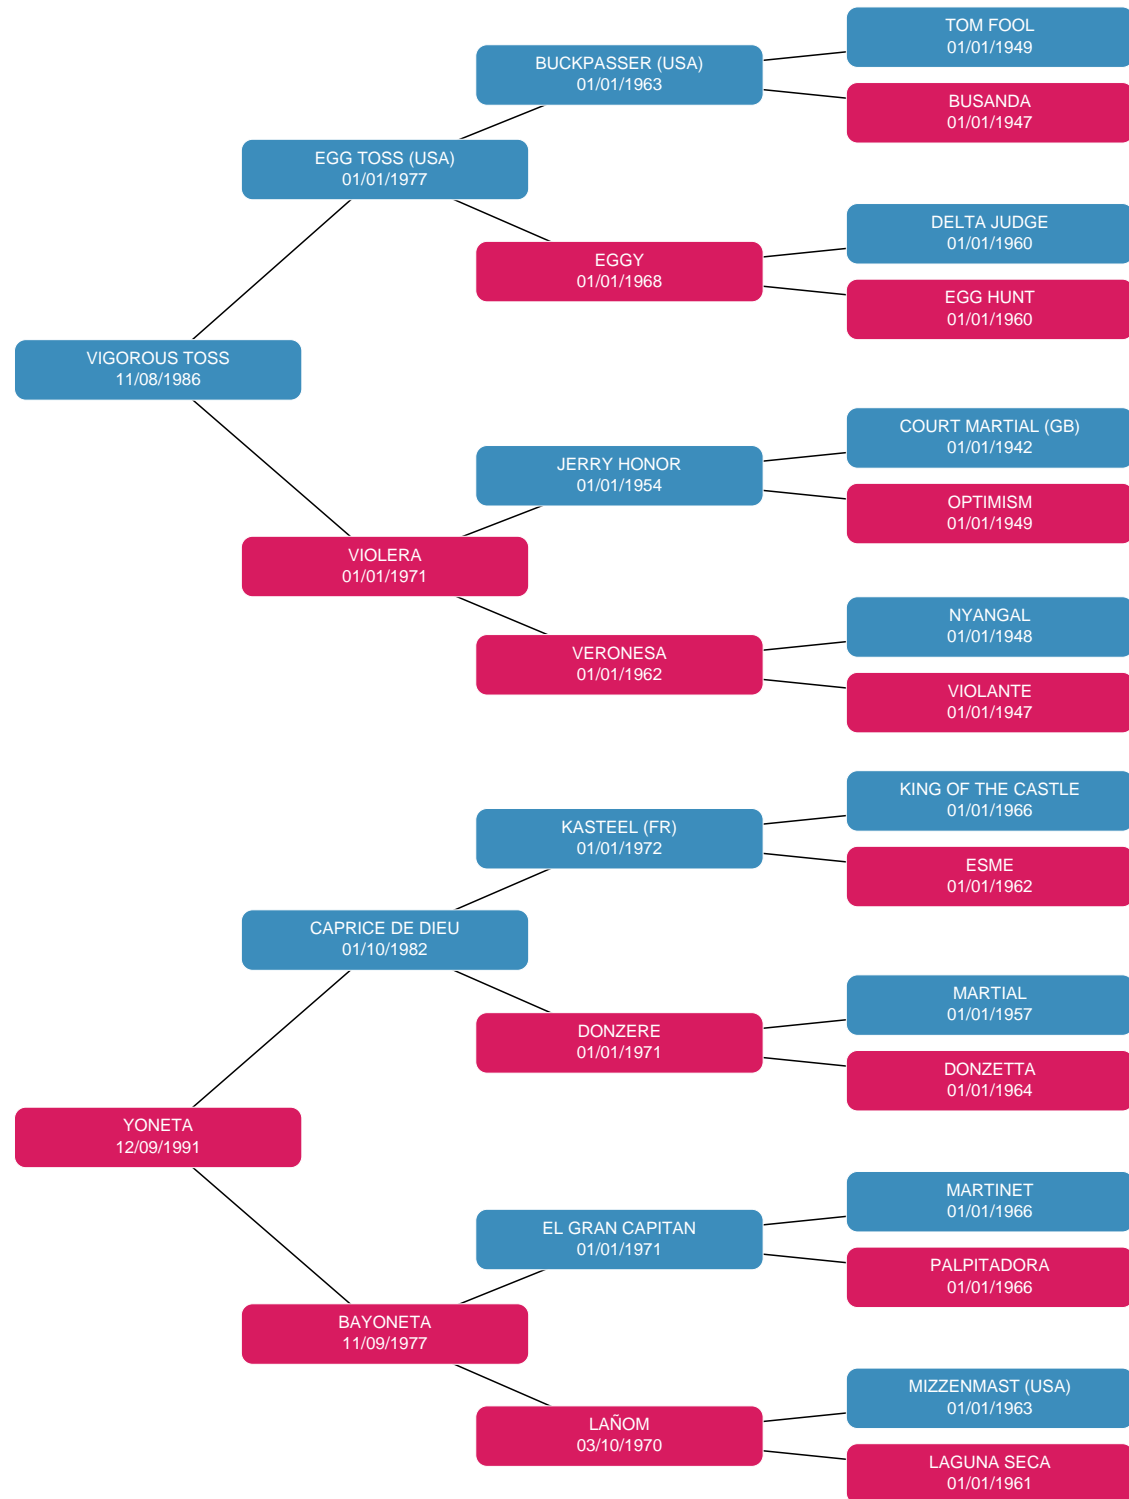 TOM FOOL
01/01/1949
BUCKPASSER (USA)
01/01/1963
BUSANDA
01/01/1947
EGG TOSS (USA)
01/01/1977
DELTA JUDGE
01/01/1960
EGGY
01/01/1968
EGG HUNT
01/01/1960
VIGOROUS TOSS
11/08/1986
COURT MARTIAL (GB)
01/01/1942
JERRY HONOR
01/01/1954
OPTIMISM
01/01/1949
VIOLERA
01/01/1971
NYANGAL
01/01/1948
VERONESA
01/01/1962
VIOLANTE
01/01/1947
KING OF THE CASTLE
01/01/1966
KASTEEL (FR)
01/01/1972
ESME
01/01/1962
CAPRICE DE DIEU
01/10/1982
MARTIAL
01/01/1957
DONZERE
01/01/1971
DONZETTA
01/01/1964
YONETA
12/09/1991
MARTINET
01/01/1966
EL GRAN CAPITAN
01/01/1971
PALPITADORA
01/01/1966
BAYONETA
11/09/1977
MIZZENMAST (USA)
01/01/1963
LAÑOM
03/10/1970
LAGUNA SECA
01/01/1961